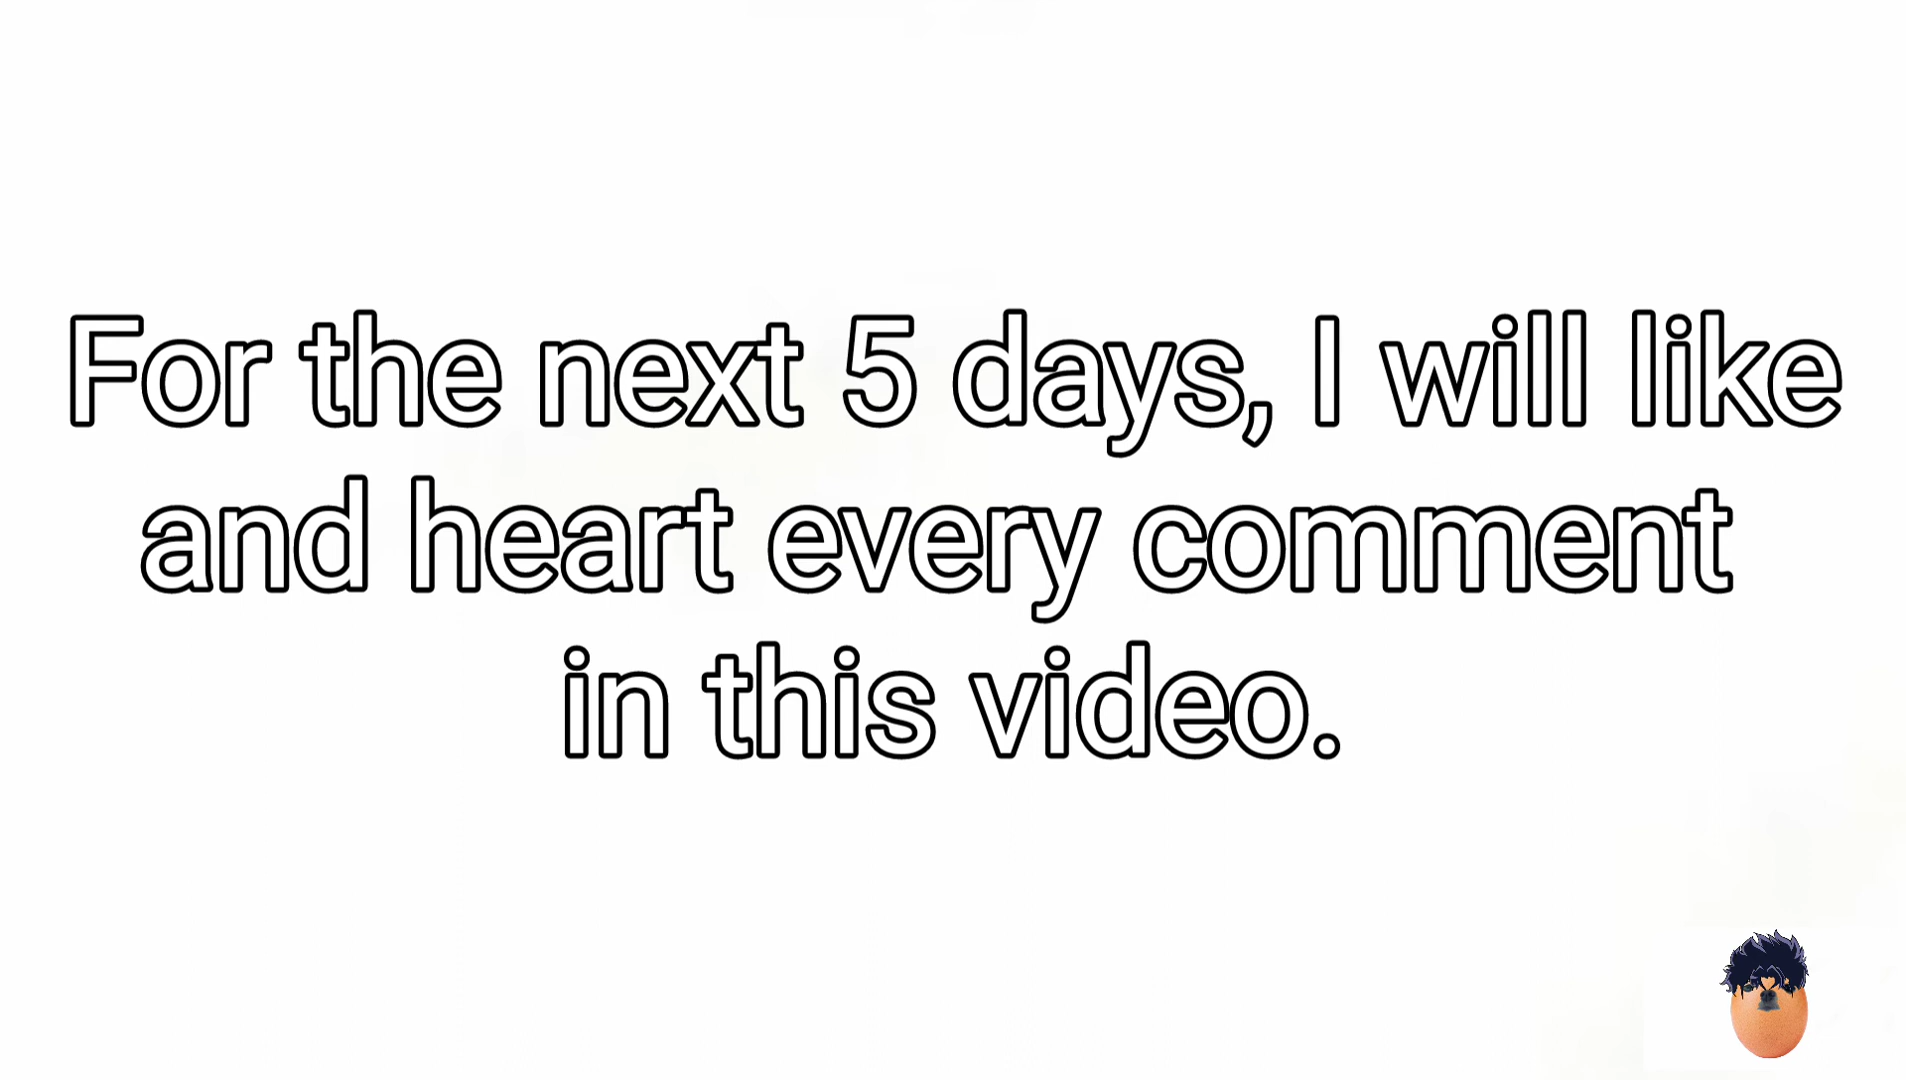 For the next 5 days, I will like
and heart every comment
in this video.